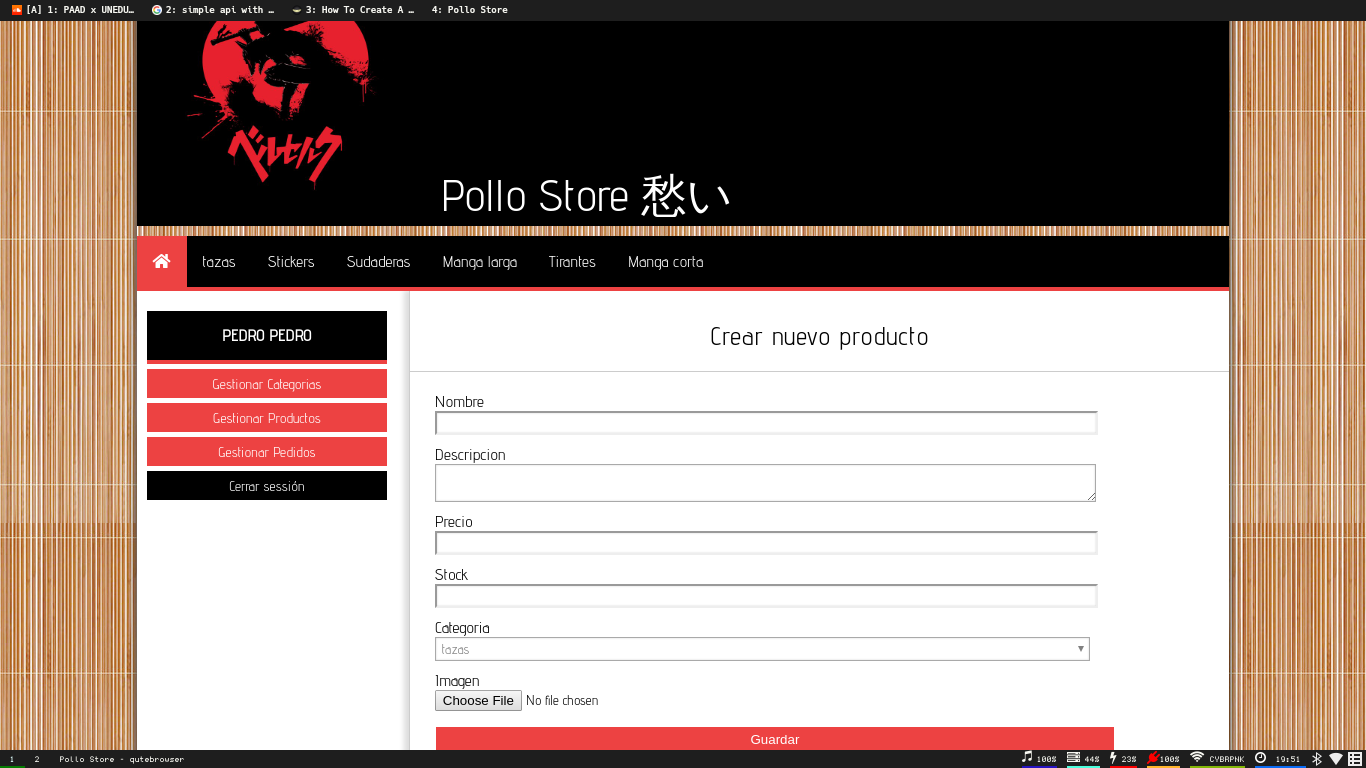 [A] 1: PAAD x UNEDU… 2: simple api with … 3: How To Create A … 4: Pollo Store
ベルセルク
Pollo Store 愁い
tazas Stickers Sudaderas Manga larga Tirantes Manga corta
PEDRO PEDRO
Gestionar Categorias
Gestionar Productos
Gestionar Pedidos
Cerrar sessión
Crear nuevo producto
Nombre
Descripcion
Precio
Stock
Categoria
tazas
Imagen
Choose File No file chosen
Guardar
1 2 Pollo Store - qutebrowser 100% 44% 23% 100% CYBRPNK 19:51